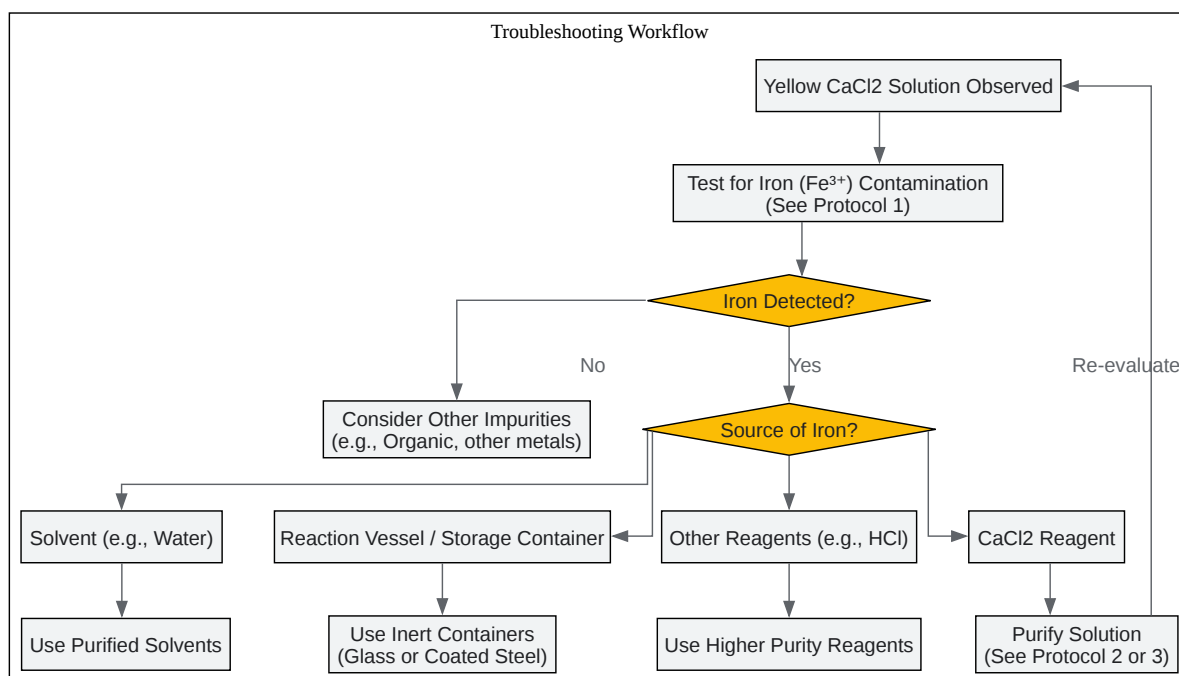 Troubleshooting Workflow
Yellow CaCl2 Solution Observed
Test for Iron (Fe³⁺) Contamination
(See Protocol 1)
Iron Detected?
No
Yes
Re-evaluate
Consider Other Impurities
(e.g., Organic, other metals)
Source of Iron?
Solvent (e.g., Water)
Reaction Vessel / Storage Container
Other Reagents (e.g., HCl)
CaCl2 Reagent
Use Purified Solvents
Use Inert Containers
(Glass or Coated Steel)
Use Higher Purity Reagents
Purify Solution
(See Protocol 2 or 3)